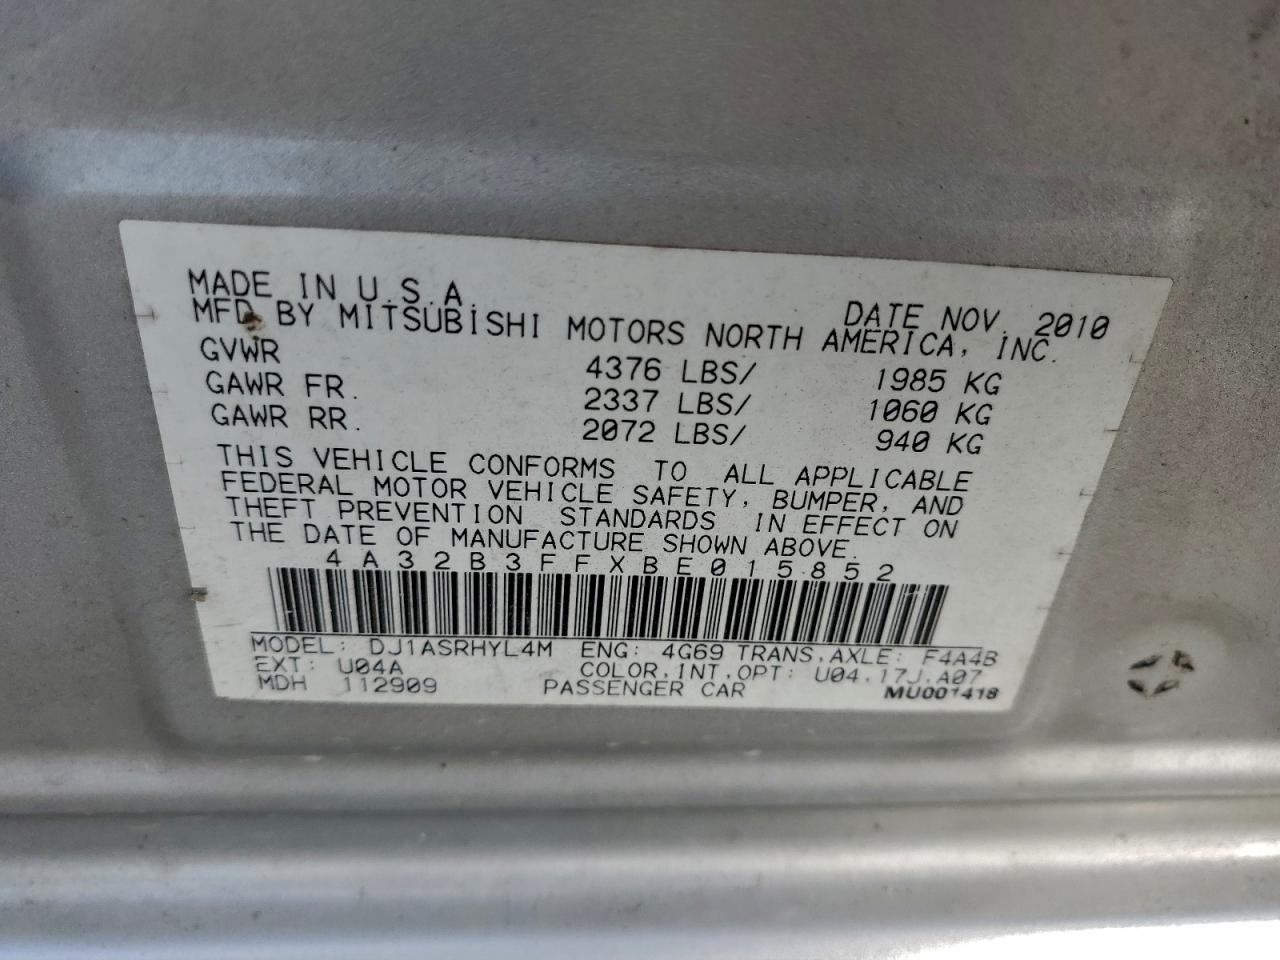 MADE IN U.S.A. DATE NOV. 2010
MFD BY MITSUBISHI MOTORS NORTH AMERICA, INC.
GVWR 4376 LBS/ 1985 KG
GAWR FR. 2337 LBS/ 1060 KG
GAWR RR. 2072 LBS/ 940 KG
THIS VEHICLE CONFORMS TO ALL APPLICABLE
FEDERAL MOTOR VEHICLE SAFETY, BUMPER, AND
THEFT PREVENTION STANDARDS IN EFFECT ON
THE DATE OF MANUFACTURE SHOWN ABOVE.
4A32B3FFXBE015852
MODEL: DJ1ASRHYL4M ENG: 4G69 TRANS,AXLE: F4A4B
EXT: U04A COLOR,INT,OPT: U04,17J,A07
MDH 112909 PASSENGER CAR MU001418